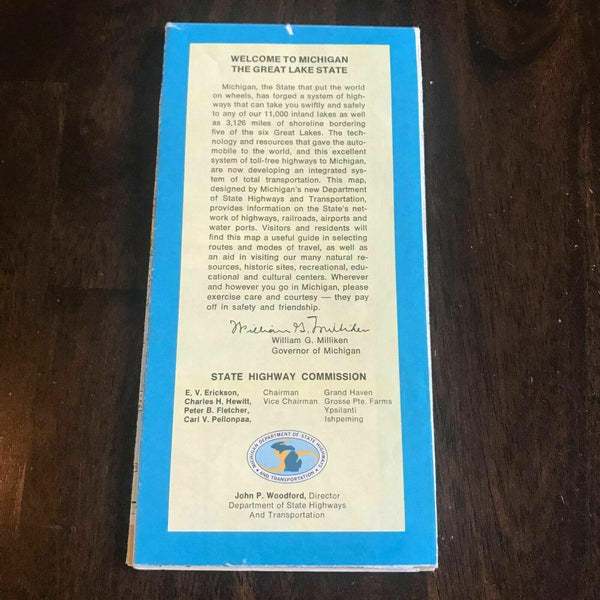 WELCOME TO MICHIGAN
THE GREAT LAKE STATE
Michigan, the State that put the world
on wheels, has forged a system of high-
ways that can take you swiftly and safely
to any of our 11,000 inland lakes as well
as 3,126 miles of shoreline bordering
five of the six Great Lakes. The tech-
nology and resources that gave the auto-
mobile to the world, and this excellent
system of toll-free highways to Michigan,
are now developing an integrated sys-
tem of total transportation. This map,
designed by Michigan's new Department
of State Highways and Transportation,
provides information on the State's net-
work of highways, railroads, airports and
water ports. Visitors and residents will
find this map a useful guide in selecting
routes and modes of travel, as well as
an aid in visiting our many natural re-
sources, historic sites, recreational, edu-
cational and cultural centers. Wherever
and however you go in Michigan, please
exercise care and courtesy — they pay
off in safety and friendship.
William G. Milliken
William G. Milliken
Governor of Michigan
STATE HIGHWAY COMMISSION
E. V. Erickson, Chairman Grand Haven
Charles H. Hewitt, Vice Chairman Grosse Pte. Farms
Peter B. Fletcher, Ypsilanti
Carl V. Pellonpaa, Ishpeming
MICHIGAN DEPARTMENT OF STATE HIGHWAYS
AND TRANSPORTATION
John P. Woodford, Director
Department of State Highways
And Transportation